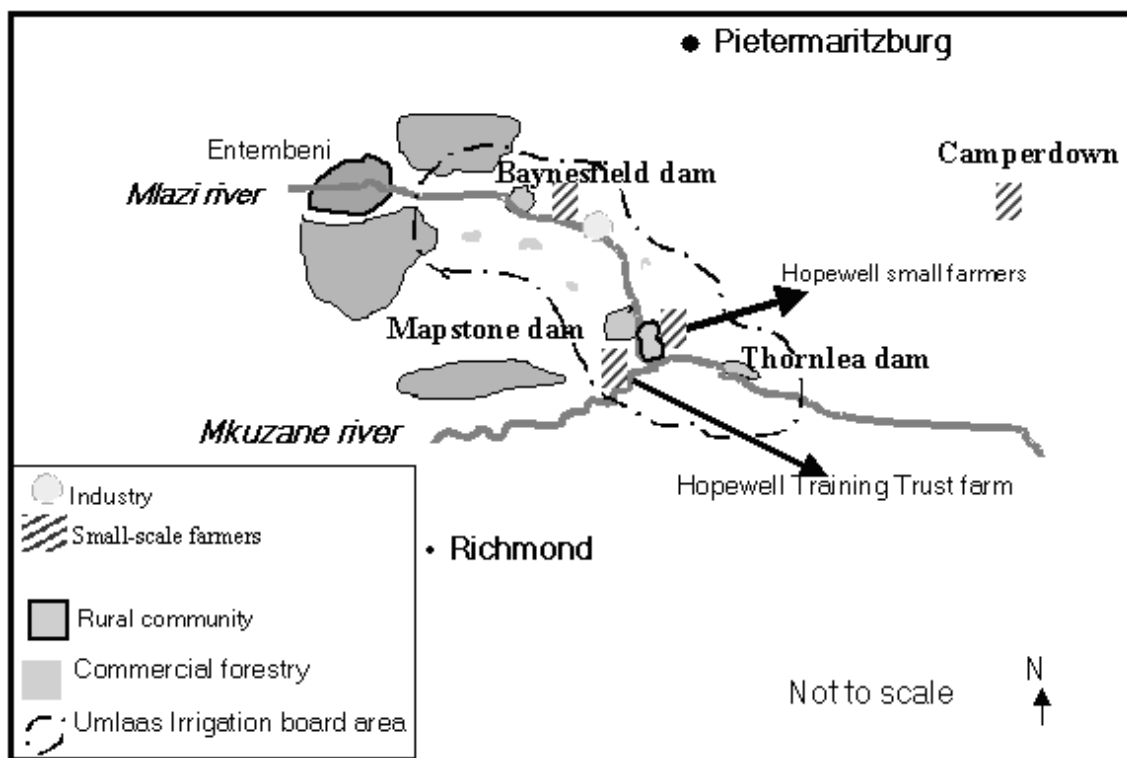 Pietermaritzburg
Entembeni
Camperdown
Mlazi river
Baynesfield dam
Hopewell small farmers
Mapstone dam
Thornlea dam
Mkuzane river
Hopewell Training Trust farm
Industry
Small-scale farmers
Richmond
Rural community
Commercial forestry
Umlaas Irrigation board area
Not to scale
N